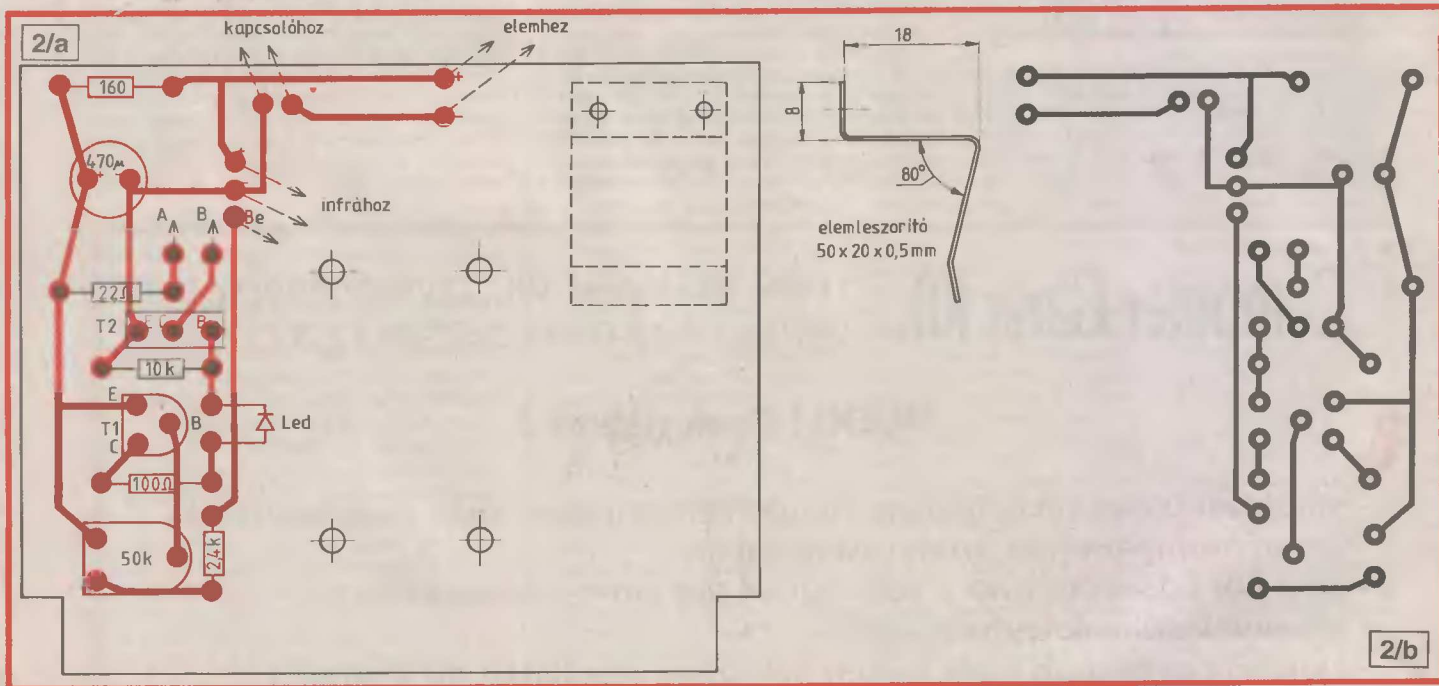 2/a
kapcsolóhoz
elemhez
160
+
−
470μ
+
−
+
−
Be
infrához
A
B
22Ω
T2
E C B
10k
E
T1
B
C
Led
100Ω
50k
2,4k
18
8
80°
elemleszorító
50 x 20 x 0,5 mm
2/b